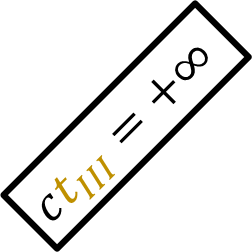 ct_III = +∞